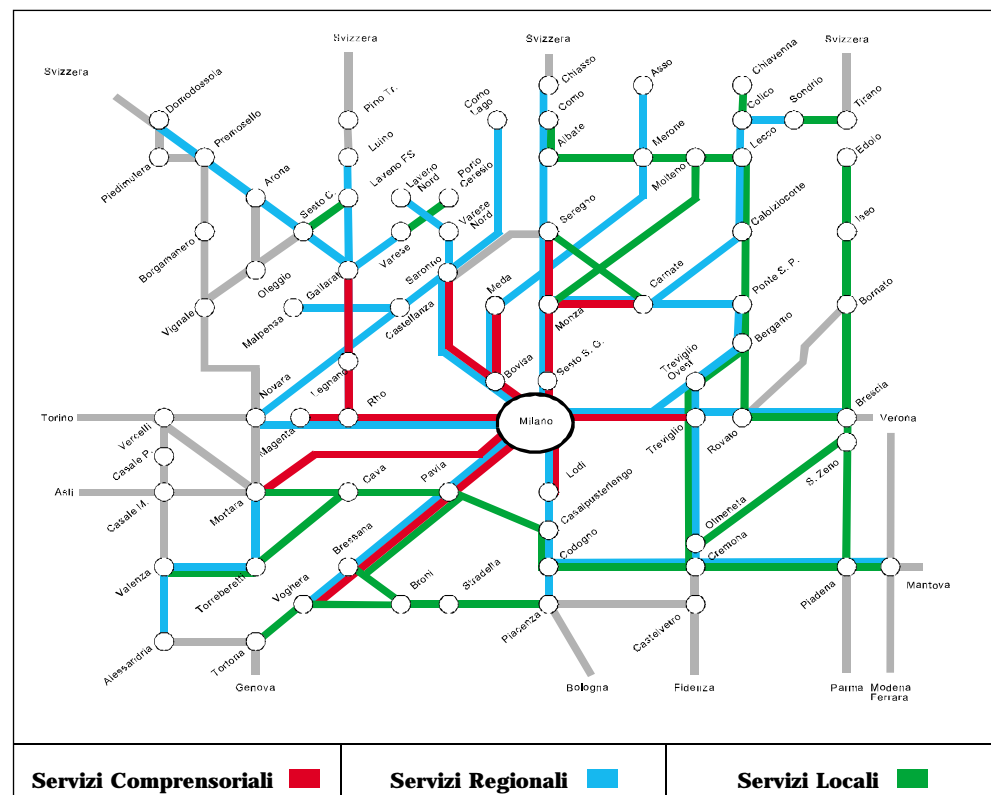 Svizzera
Svizzera
Svizzera
Svizzera
Domodossola
Premosello
Piedimulera
Pino Tr.
Luino
Como Lago
Chiasso
Como
Albate
Asso
Merone
Molteno
Chiavenna
Colico
Sondrio
Tirano
Lecco
Edolo
Arona
Sesto C.
Laveno FS
Laveno Nord
Porto Ceresio
Varese
Varese Nord
Seregno
Calolziocorte
Iseo
Borgomanero
Oleggio
Gallarate
Saronno
Meda
Monza
Carnate
Ponte S. P.
Bornato
Vignale
Malpensa
Castellanza
Bergamo
Novara
Legnano
Rho
Bovisa
Sesto S. G.
Treviglio Ovest
Brescia
Torino
Vercelli
Magenta
Milano
Treviglio
Rovato
Verona
Casale P.
S. Zeno
Asti
Casale M.
Mortara
Cava
Pavia
Lodi
Casalpusterlengo
Olmeneta
Bressana
Codogno
Cremona
Valenza
Torreberetti
Voghera
Broni
Stradella
Piadena
Mantova
Piacenza
Castelvetro
Alessandria
Tortona
Genova
Bologna
Fidenza
Parma
Modena
Ferrara
Servizi Comprensoriali
Servizi Regionali
Servizi Locali